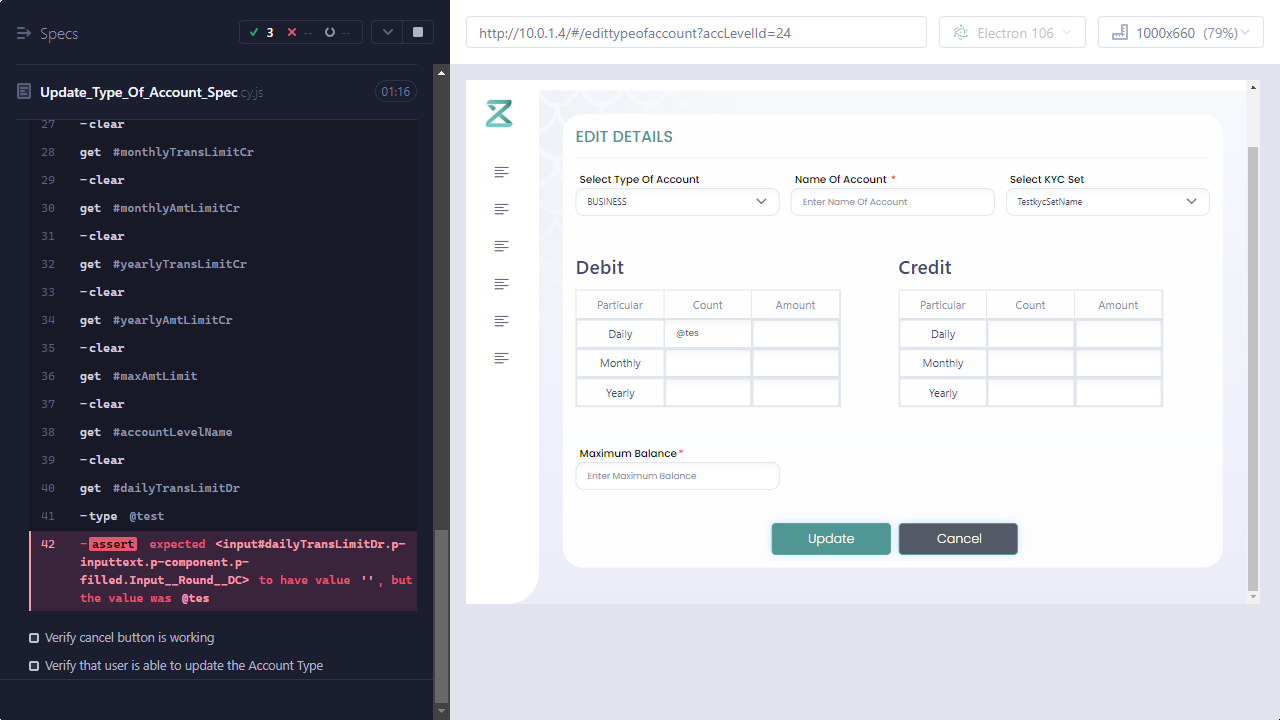 Specs
3
--
--
Update_Type_Of_Account_Spec.cy.js
01:16
27 -clear
28 get #monthlyTransLimitCr
29 -clear
30 get #monthlyAmtLimitCr
31 -clear
32 get #yearlyTransLimitCr
33 -clear
34 get #yearlyAmtLimitCr
35 -clear
36 get #maxAmtLimit
37 -clear
38 get #accountLevelName
39 -clear
40 get #dailyTransLimitDr
41 -type @test
42 -assert expected <input#dailyTransLimitDr.p-
inputtext.p-component.p-
filled.Input__Round__DC> to have value '', but
the value was @tes
Verify cancel button is working
Verify that user is able to update the Account Type
http://10.0.1.4/#/edittypeofaccount?accLevelId=24
Electron 106
1000x660 (79%)
EDIT DETAILS
Select Type Of Account
Name Of Account *
Select KYC Set
BUSINESS
Enter Name Of Account
TestkycSetName
Debit
Credit
Particular Count Amount
Particular Count Amount
Daily @tes
Daily
Monthly
Monthly
Yearly
Yearly
Maximum Balance*
Enter Maximum Balance
Update
Cancel